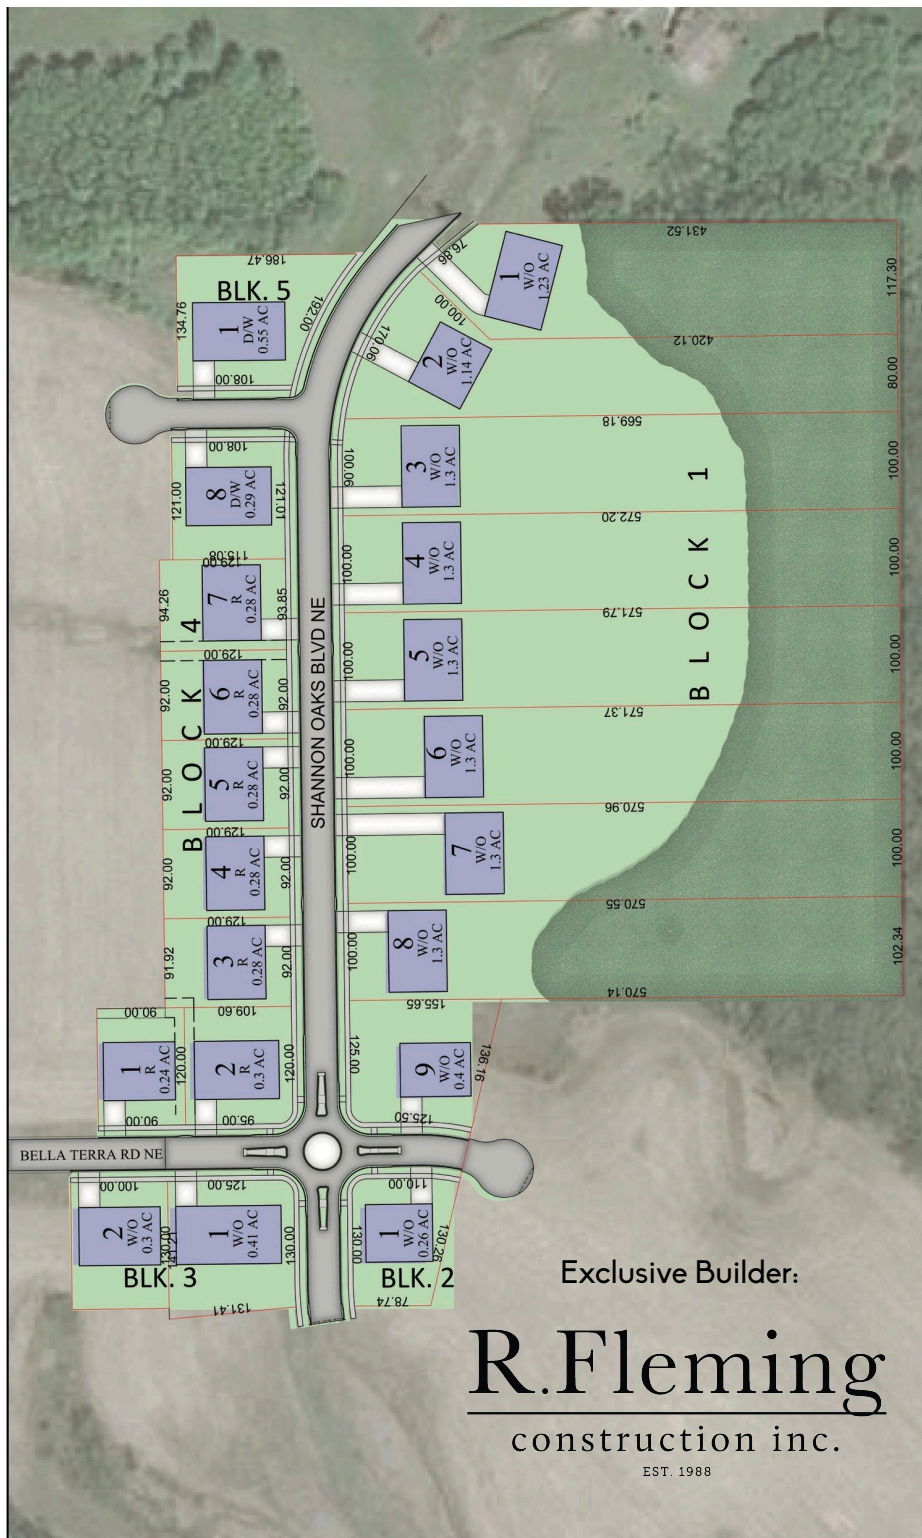 431.52
76.86
1
W/O
1.23 AC
117.30
186.47
BLK. 5
192.00
134.76
1
D/W
0.55 AC
108.00
100.00
420.12
170.06
2
W/O
1.14 AC
80.00
569.18
108.00
121.00
8
D/W
0.29 AC
121.01
115.08
100.06
3
W/O
1.3 AC
100.00
572.20
129.00
94.26
7
R
0.28 AC
93.85
129.00
100.00
4
W/O
1.3 AC
100.00
571.79
BLOCK 4
BLOCK 1
SHANNON OAKS BLVD NE
92.00
6
R
0.28 AC
92.00
129.00
100.00
5
W/O
1.3 AC
100.00
571.37
92.00
5
R
0.28 AC
92.00
129.00
100.00
6
W/O
1.3 AC
100.00
570.96
92.00
4
R
0.28 AC
92.00
129.00
100.00
7
W/O
1.3 AC
100.00
570.55
91.92
3
R
0.28 AC
92.00
109.60
100.00
8
W/O
1.3 AC
102.34
155.65
570.14
90.00
1
R
0.24 AC
120.00
90.00
2
R
0.3 AC
120.00
95.00
125.00
9
W/O
0.4 AC
136.16
125.50
BELLA TERRA RD NE
100.00
2
W/O
0.3 AC
130.00
141.21
125.00
1
W/O
0.41 AC
130.00
BLK. 3
131.41
110.00
130.00
1
W/O
0.26 AC
130.26
BLK. 2
78.74
Exclusive Builder:
R.Fleming
construction inc.
EST. 1988